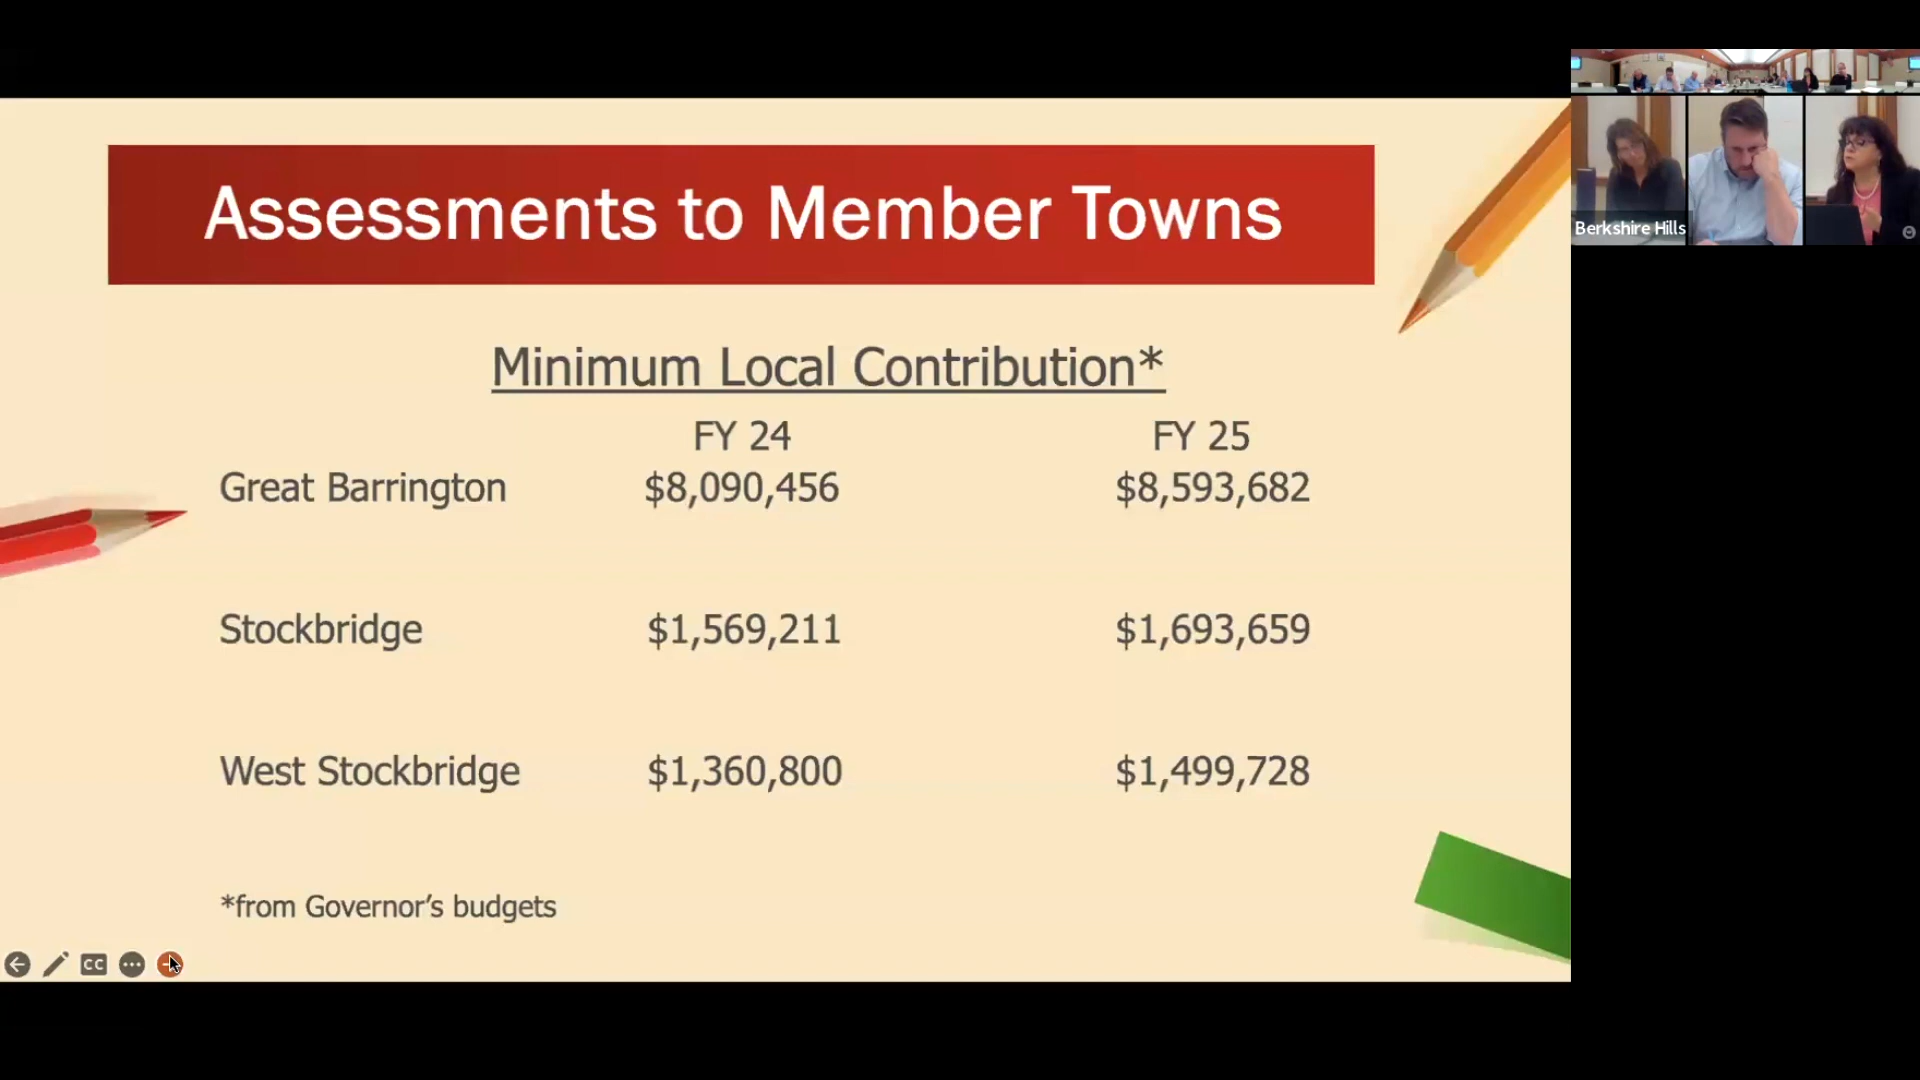 Assessments to Member Towns
Minimum Local Contribution*
FY 24 FY 25
Great Barrington $8,090,456 $8,593,682
Stockbridge $1,569,211 $1,693,659
West Stockbridge $1,360,800 $1,499,728
*from Governor's budgets
CC
Berkshire Hills